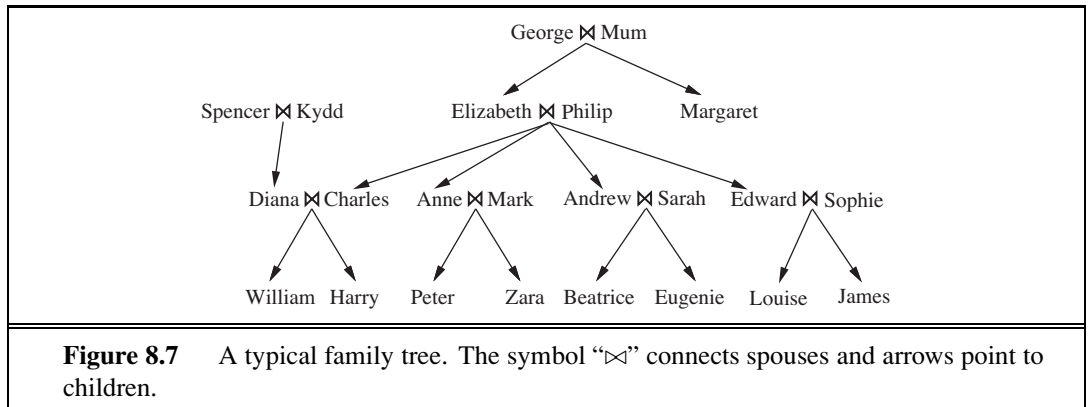 George ⋈ Mum
Spencer ⋈ Kydd Elizabeth ⋈ Philip Margaret
Diana ⋈ Charles Anne ⋈ Mark Andrew ⋈ Sarah Edward ⋈ Sophie
William Harry Peter Zara Beatrice Eugenie Louise James
Figure 8.7 A typical family tree. The symbol “⋈” connects spouses and arrows point to
children.